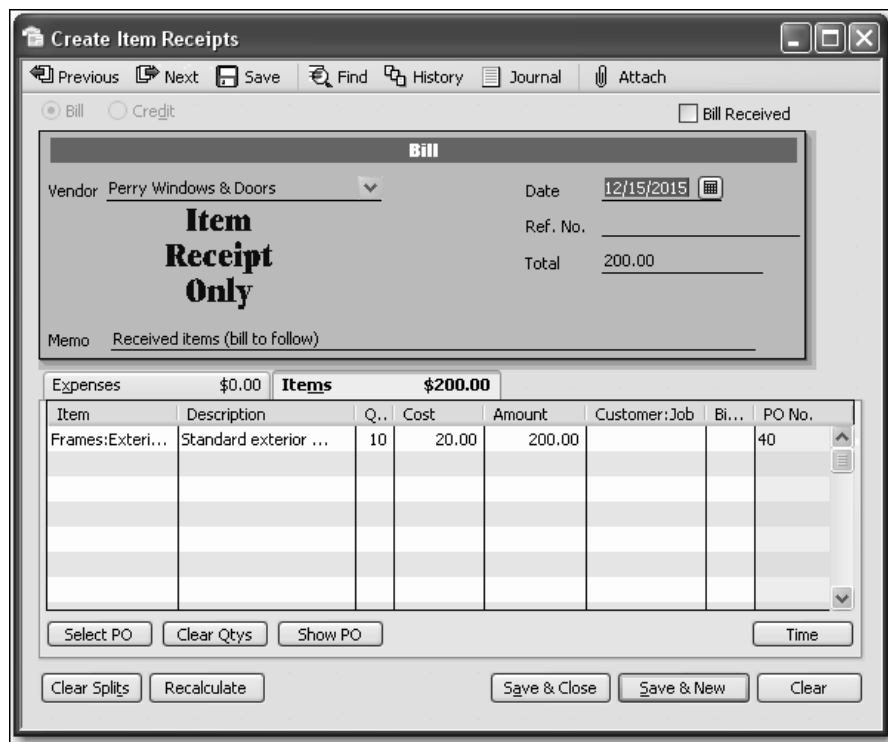 Create Item Receipts
Previous Next Save Find History Journal Attach
Bill Credit Bill Received
Bill
Vendor Perry Windows & Doors Date 12/15/2015
Item
Receipt
Only
Ref. No.
Total 200.00
Memo Received items (bill to follow)
Expenses $0.00 Items $200.00
Item Description Q.. Cost Amount Customer:Job Bi... PO No.
Frames:Exteri... Standard exterior ... 10 20.00 200.00 40
Select PO Clear Qtys Show PO Time
Clear Splits Recalculate Save & Close Save & New Clear